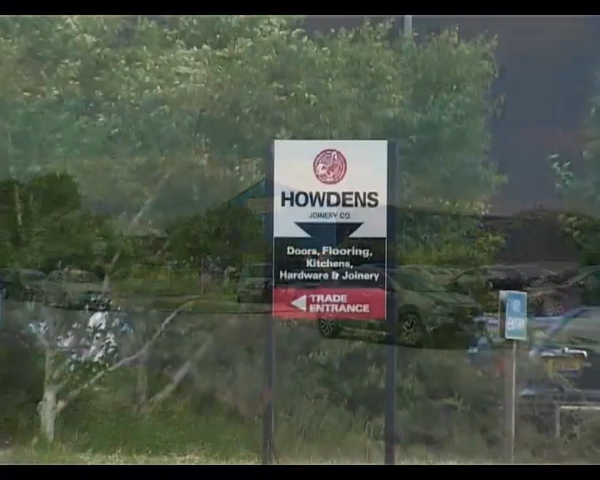 HOWDENS
JOINERY CO.
Doors, Flooring,
Kitchens,
Hardware & Joinery
TRADE
ENTRANCE